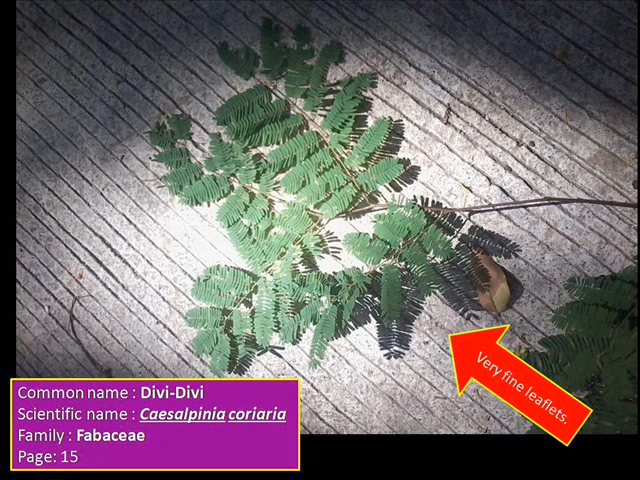 Very fine leaflets.
Common name : Divi-Divi
Scientific name : Caesalpinia coriaria
Family : Fabaceae
Page: 15